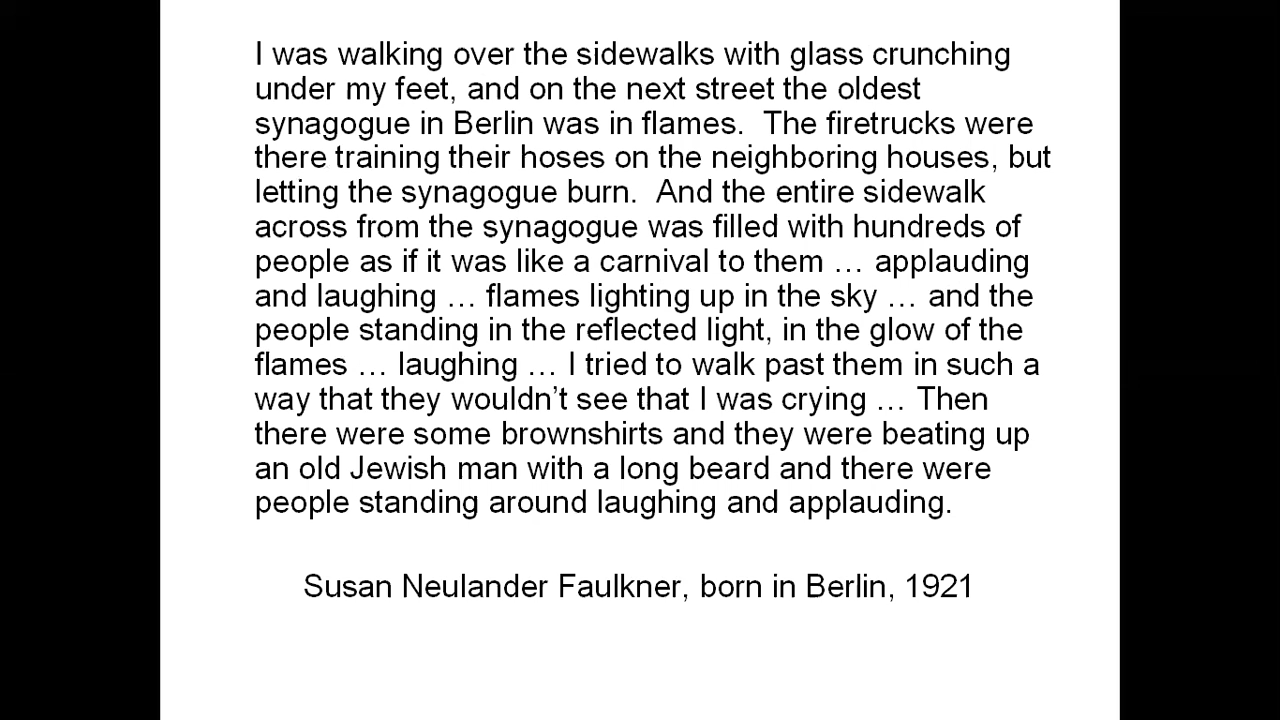 I was walking over the sidewalks with glass crunching
under my feet, and on the next street the oldest
synagogue in Berlin was in flames.  The firetrucks were
there training their hoses on the neighboring houses, but
letting the synagogue burn.  And the entire sidewalk
across from the synagogue was filled with hundreds of
people as if it was like a carnival to them … applauding
and laughing … flames lighting up in the sky … and the
people standing in the reflected light, in the glow of the
flames … laughing … I tried to walk past them in such a
way that they wouldn’t see that I was crying … Then
there were some brownshirts and they were beating up
an old Jewish man with a long beard and there were
people standing around laughing and applauding.
Susan Neulander Faulkner, born in Berlin, 1921